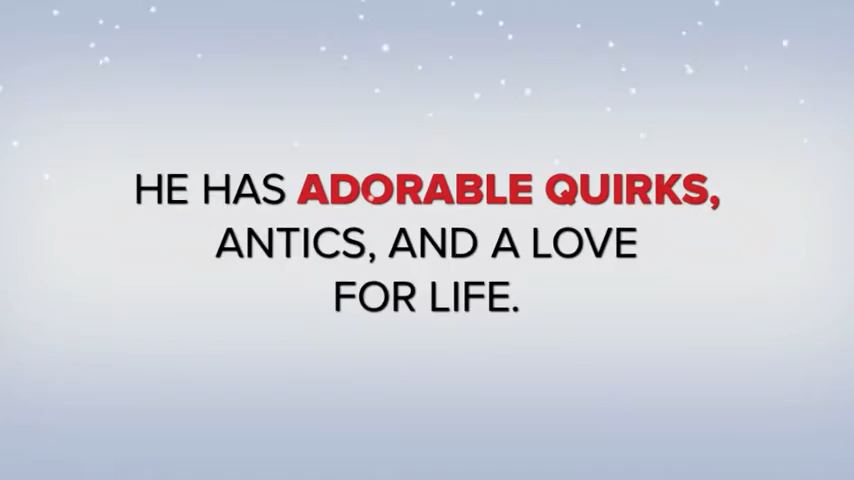 HE HAS ADORABLE QUIRKS,
ANTICS, AND A LOVE
FOR LIFE.